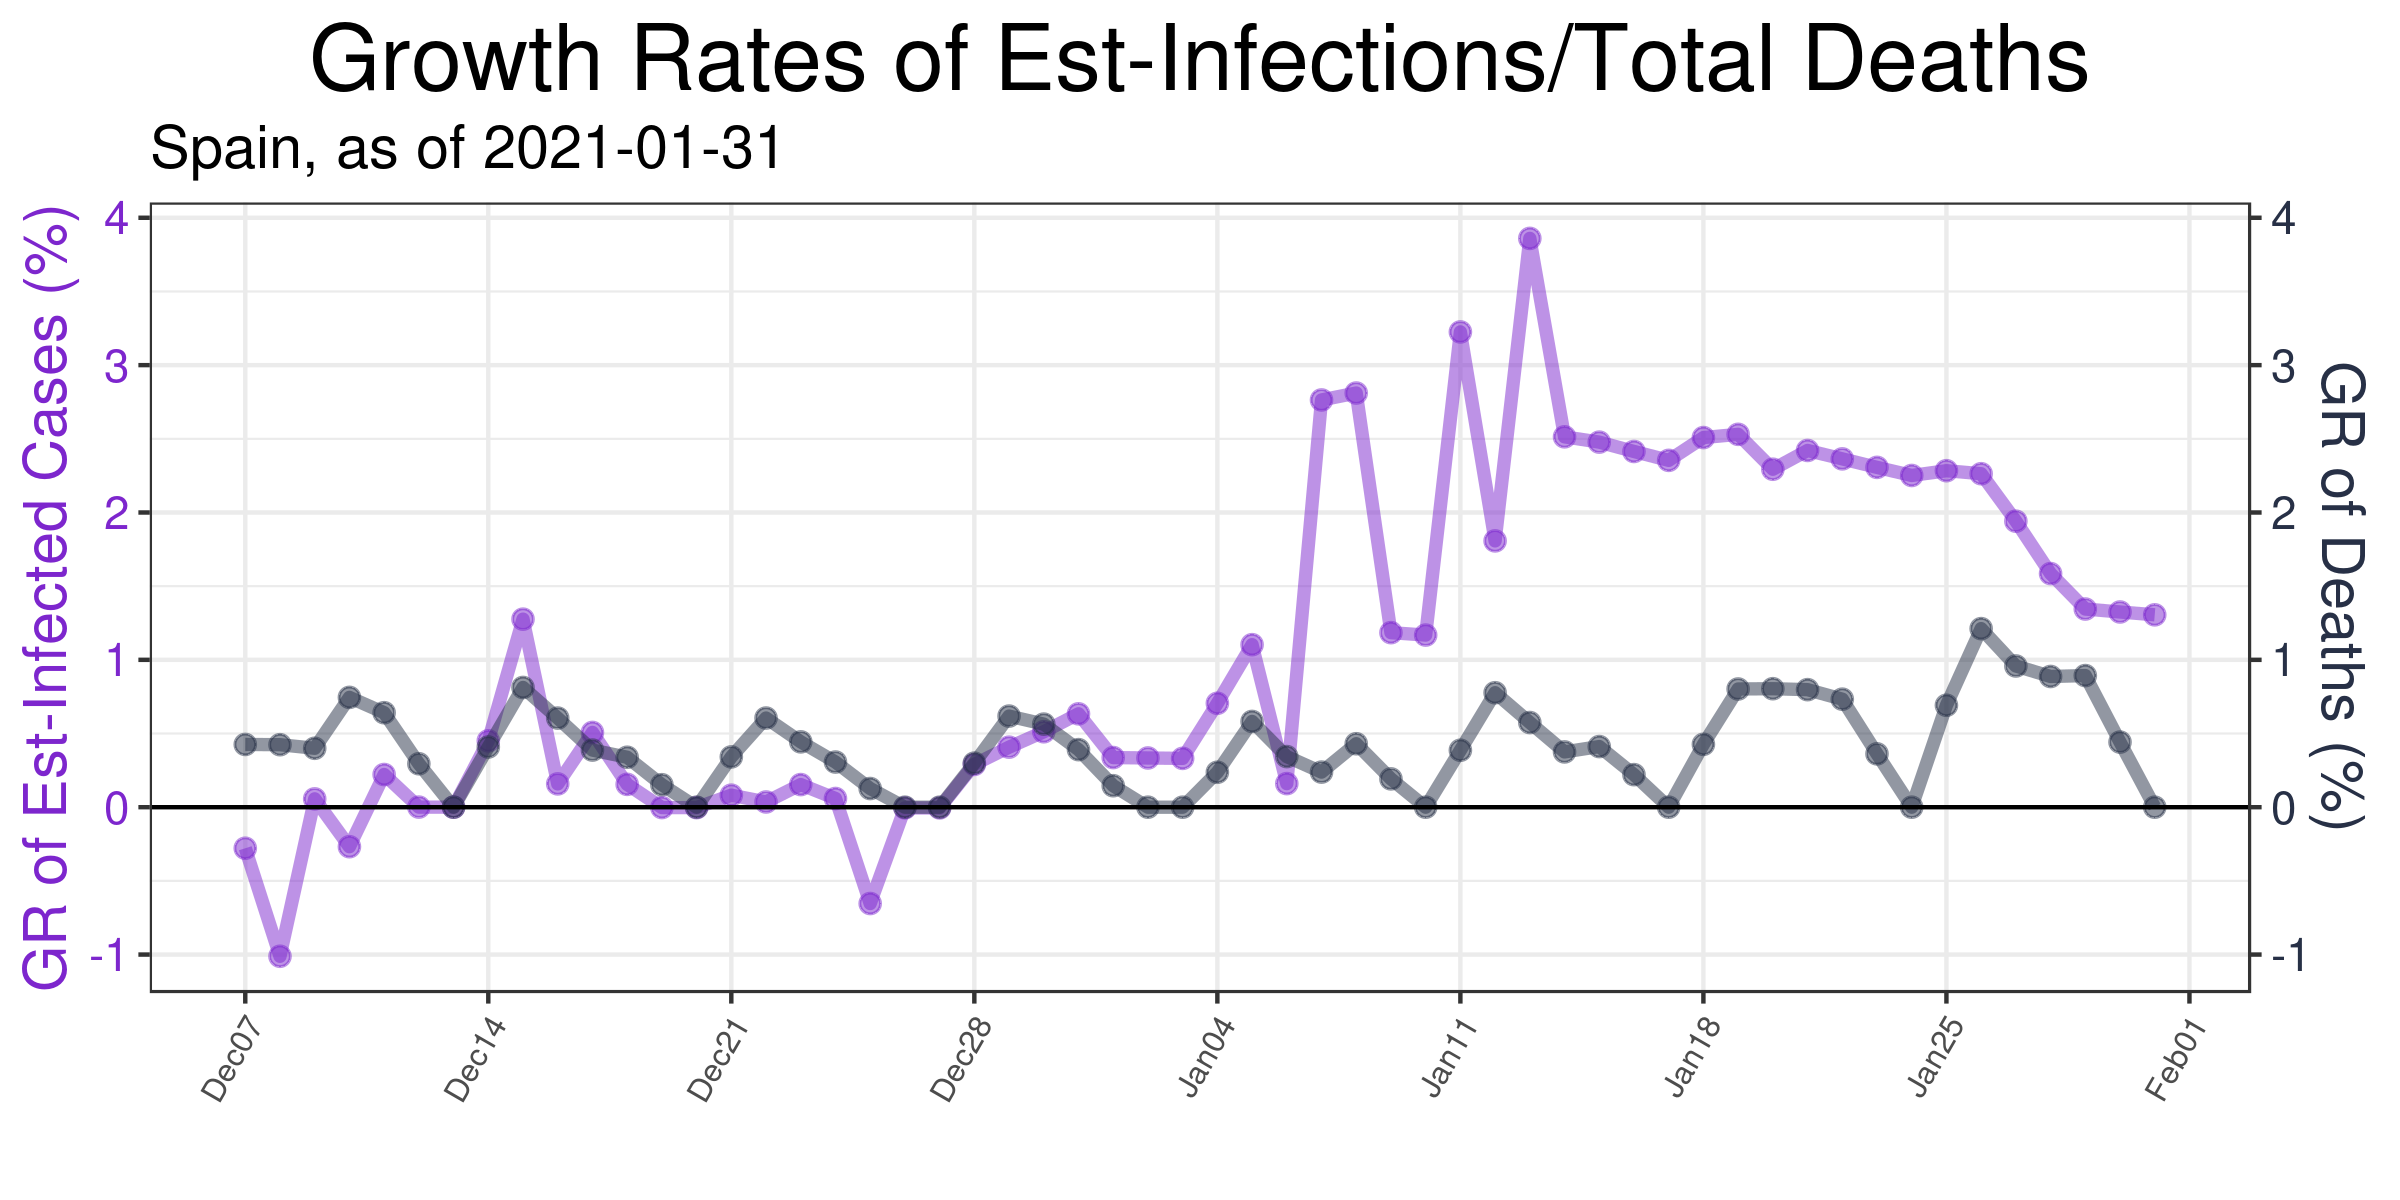 Growth Rates of Est-Infections/Total Deaths
Spain, as of 2021-01-31
GR of Est-Infected Cases (%)
4
3
2
1
0
-1
4
3
2
1
0
-1
GR of Deaths (%)
Dec07
Dec14
Dec21
Dec28
Jan04
Jan11
Jan18
Jan25
Feb01